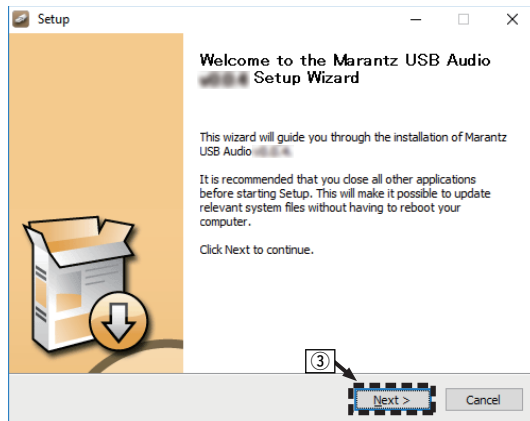 Setup
Welcome to the Marantz USB Audio
Setup Wizard
This wizard will guide you through the installation of Marantz
USB Audio
It is recommended that you close all other applications
before starting Setup. This will make it possible to update
relevant system files without having to reboot your
computer.
Click Next to continue.
③
Next >
Cancel